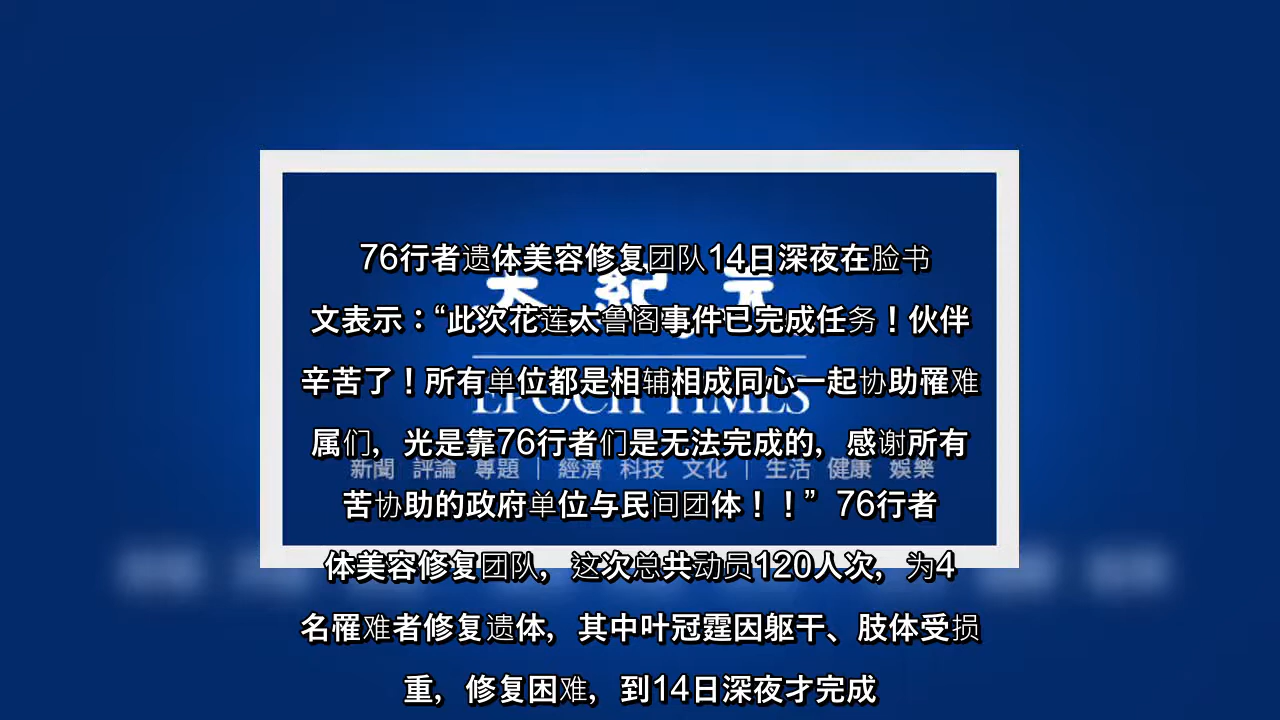 76行者遗体美容修复团队14日深夜在脸书
大紀元
文表示：“此次花莲太鲁阁事件已完成任务！伙伴
辛苦了！所有单位都是相辅相成同心一起协助罹难
EPOCH TIMES
属们，光是靠76行者们是无法完成的，感谢所有
新聞 評論 專題 | 經濟 科技 文化 | 生活 健康 娛樂
苦协助的政府单位与民间团体！！” 76行者
体美容修复团队，这次总共动员120人次，为4
名罹难者修复遗体，其中叶冠霆因躯干、肢体受损
重，修复困难，到14日深夜才完成